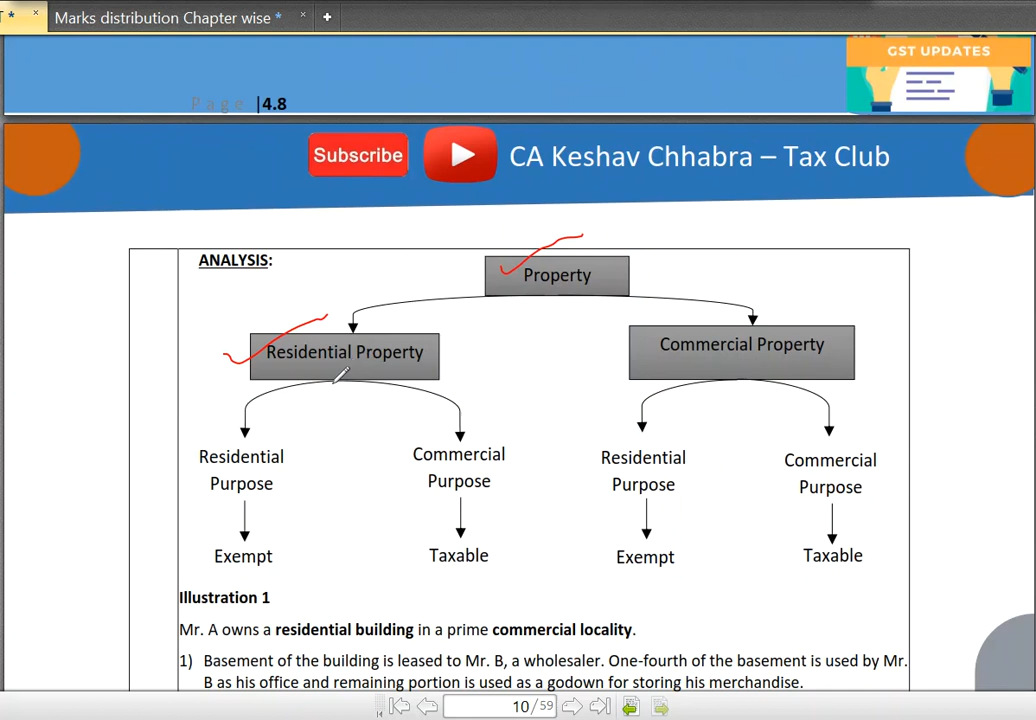 T *
Marks distribution Chapter wise *
GST UPDATES
Page |4.8
Subscribe
CA Keshav Chhabra – Tax Club
ANALYSIS:
Property
Residential Property
Commercial Property
Residential
Purpose
Commercial
Purpose
Residential
Purpose
Commercial
Purpose
Exempt
Taxable
Exempt
Taxable
Illustration 1
Mr. A owns a residential building in a prime commercial locality.
1) Basement of the building is leased to Mr. B, a wholesaler. One-fourth of the basement is used by Mr.
B as his office and remaining portion is used as a godown for storing his merchandise.
10/59